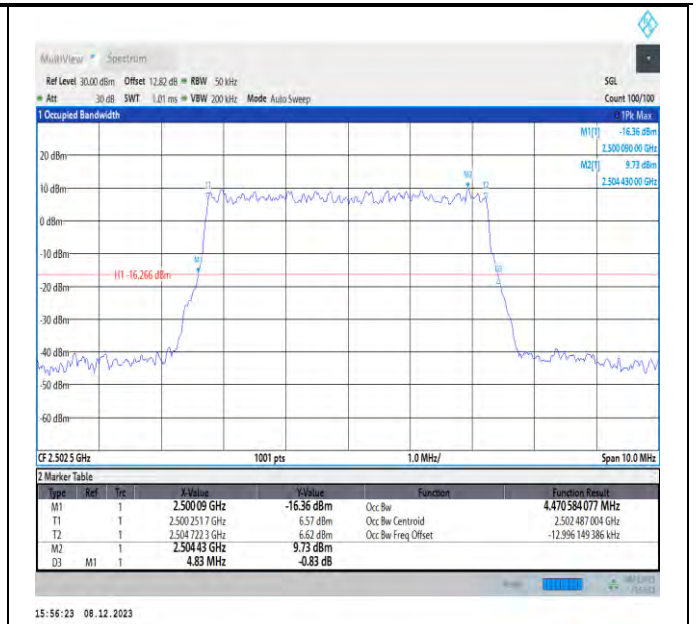 MultiView Spectrum
Ref Level 30.00 dBm Offset 12.82 dB RBW 50 kHz SGL
Att 30 dB SWT 1.01 ms VBW 200 kHz Mode Auto Sweep Count 100/100
1 Occupied Bandwidth 1Pk Max
M1[1] -16.36 dBm
2.500 090 00 GHz
M2[1] 9.73 dBm
2.504 430 00 GHz
20 dBm
M2
T1 T2
10 dBm
0 dBm
-10 dBm
M1
H1 -16.266 dBm
-20 dBm
-30 dBm
-40 dBm
-50 dBm
-60 dBm
CF 2.502 5 GHz 1001 pts 1.0 MHz/ Span 10.0 MHz
2 Marker Table
Type Ref Trc X-Value Y-Value Function Function Result
M1 1 2.500 09 GHz -16.36 dBm Occ Bw 4.470 584 077 MHz
T1 1 2.500 251 7 GHz 6.57 dBm Occ Bw Centroid 2.502 487 004 GHz
T2 1 2.504 722 3 GHz 6.62 dBm Occ Bw Freq Offset -12.996 149 386 kHz
M2 1 2.504 43 GHz 9.73 dBm
D3 M1 1 4.83 MHz -0.83 dB
15:56:23 08.12.2023